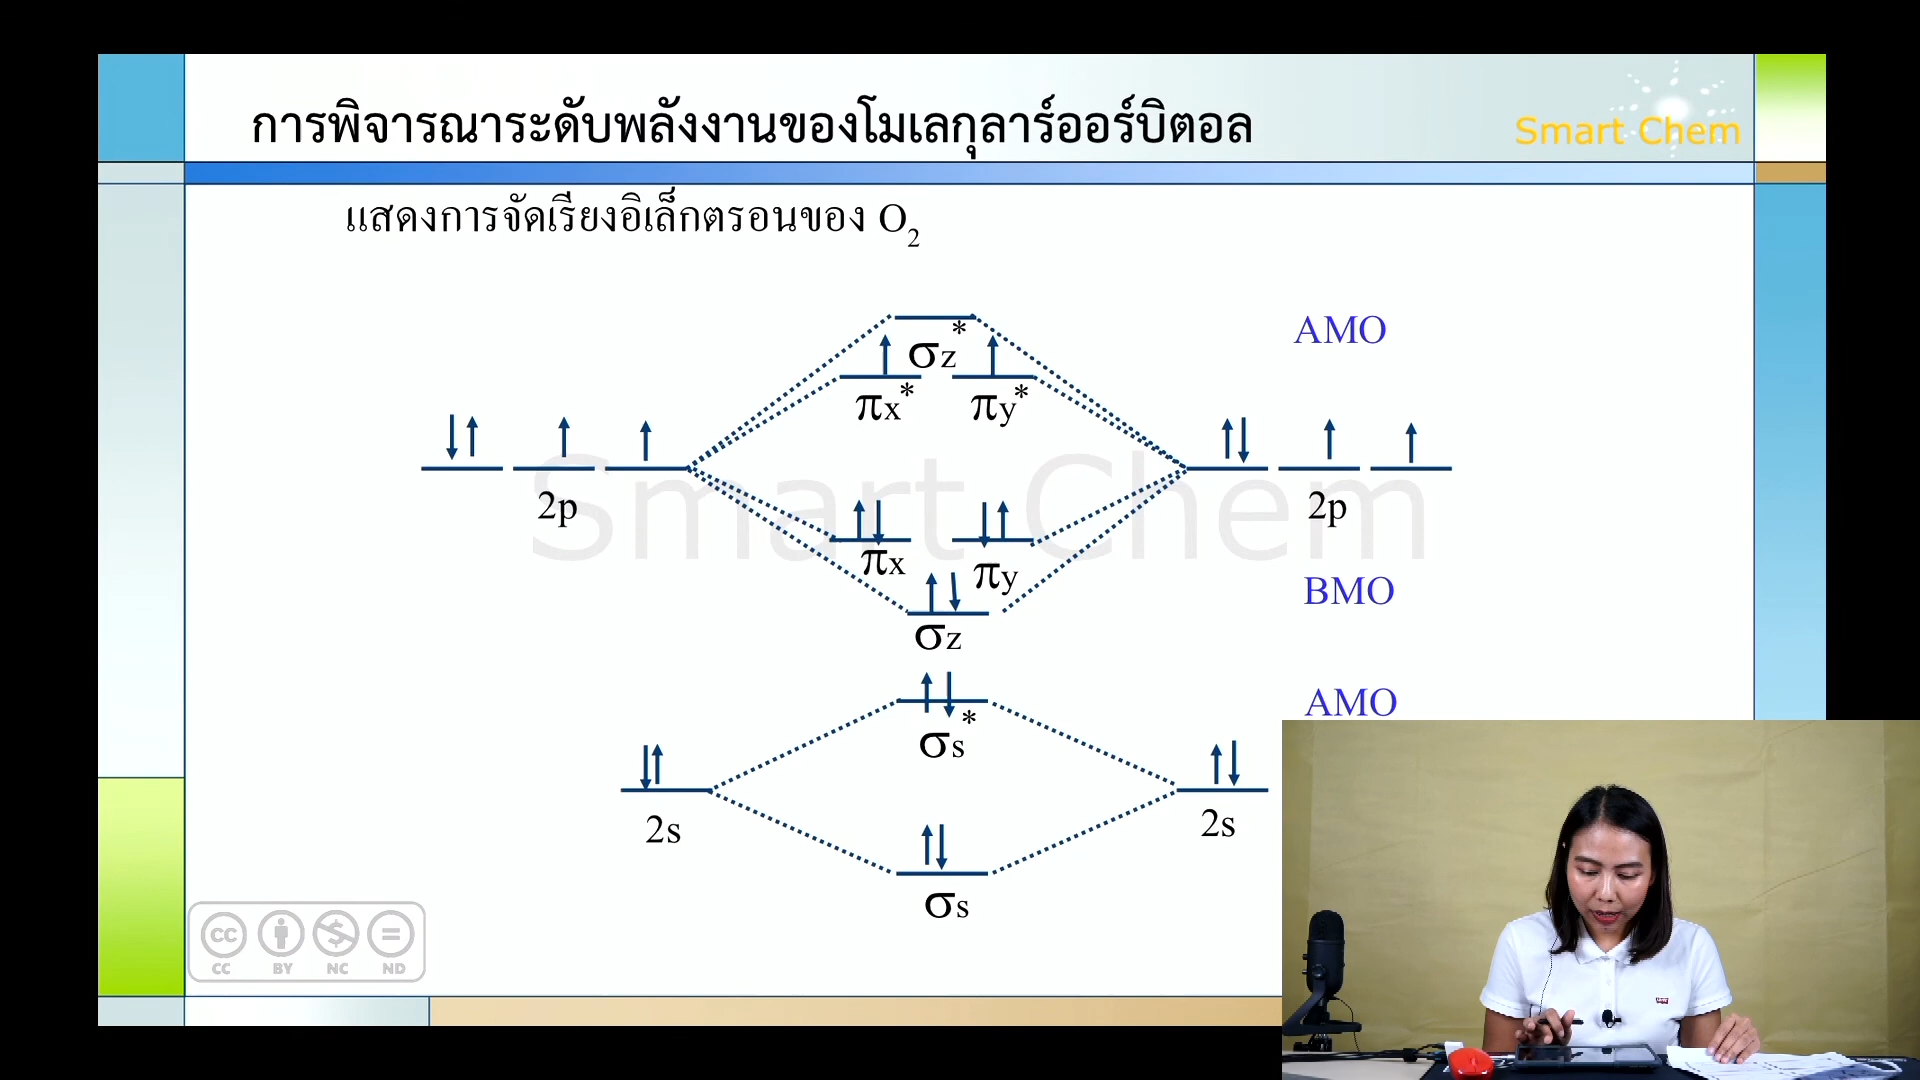 การพิจารณาระดับพลังงานของโมเลกุลาร์ออร์บิตอล
Smart Chem
แสดงการจัดเรียงอิเล็กตรอนของ O2
AMO
σz*
πx* πy*
2p 2p
Smart Chem
πx πy
BMO
σz
AMO
σs*
2s 2s
σs
CC BY NC ND